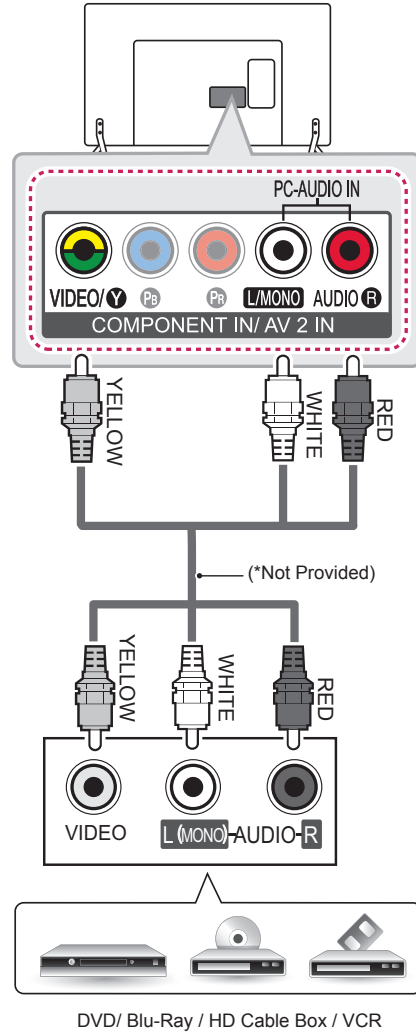 PC-AUDIO IN
VIDEO/Y PB PR L/MONO AUDIO R
COMPONENT IN/ AV 2 IN
YELLOW
WHITE
RED
(*Not Provided)
YELLOW
WHITE
RED
VIDEO L(MONO)-AUDIO-R
DVD/ Blu-Ray / HD Cable Box / VCR